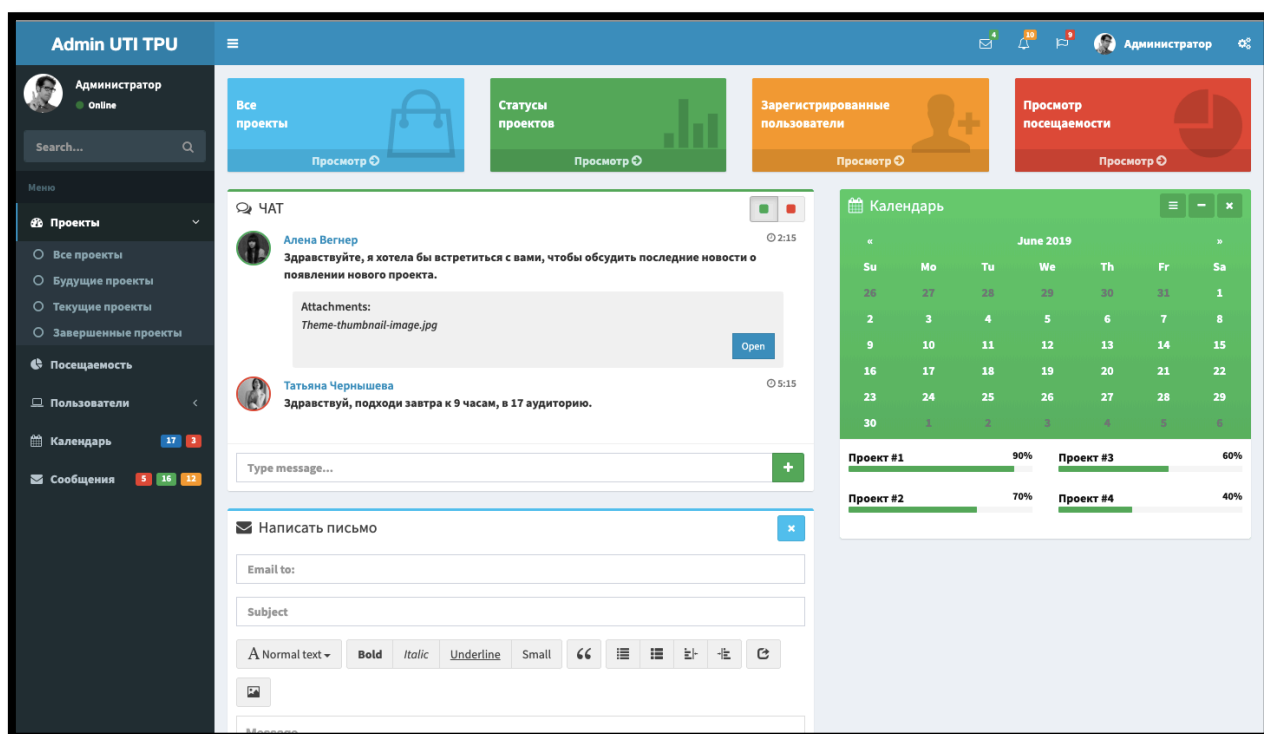 Admin UTI TPU
4
10
9
Администратор
Администратор
Online
Search...
Меню
Проекты
Все проекты
Будущие проекты
Текущие проекты
Завершенные проекты
Посещаемость
Пользователи
Календарь 17 3
Сообщения 5 16 12
Все
проекты
Просмотр
Статусы
проектов
Просмотр
Зарегистрированные
пользователи
Просмотр
Просмотр
посещаемости
Просмотр
ЧАТ
Алена Вегнер 2:15
Здравствуйте, я хотела бы встретиться с вами, чтобы обсудить последние новости о
появлении нового проекта.
Attachments:
Theme-thumbnail-image.jpg
Open
Татьяна Чернышева 5:15
Здравствуй, подходи завтра к 9 часам, в 17 аудиторию.
Type message...
Написать письмо
Email to:
Subject
A Normal text Bold Italic Underline Small
Message
Календарь
« June 2019 »
Su Mo Tu We Th Fr Sa
26 27 28 29 30 31 1
2 3 4 5 6 7 8
9 10 11 12 13 14 15
16 17 18 19 20 21 22
23 24 25 26 27 28 29
30 1 2 3 4 5 6
Проект #1 90% Проект #3 60%
Проект #2 70% Проект #4 40%